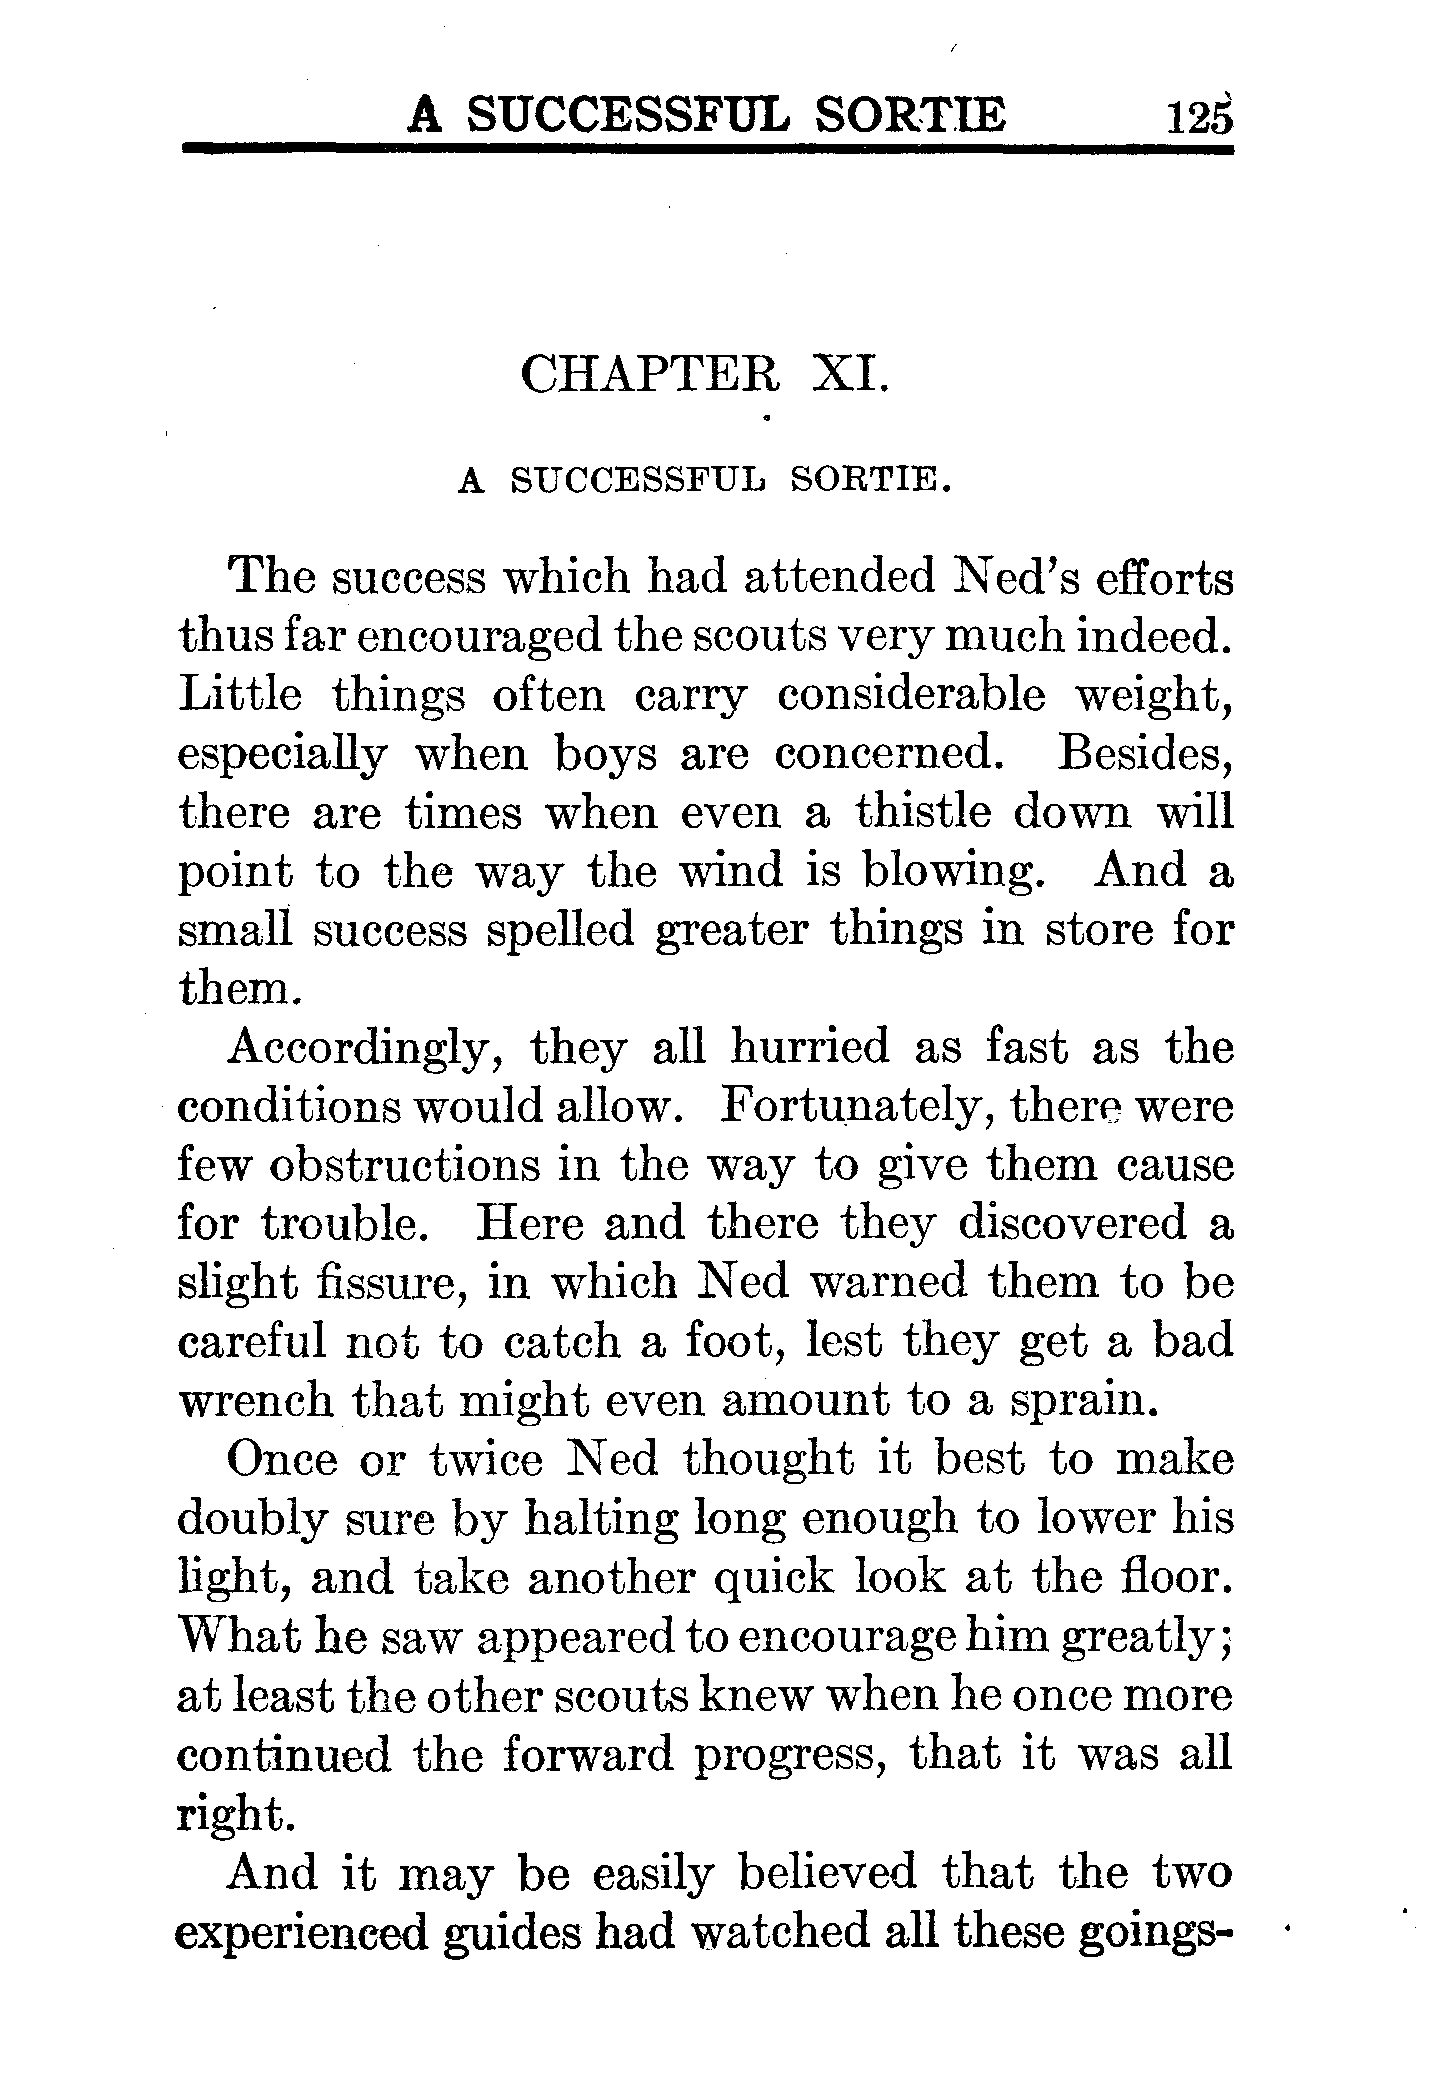 A SUCCESSFUL SORTIE 125
CHAPTER XI.
A SUCCESSFUL SORTIE.
The success which had attended Ned's efforts
thus far encouraged the scouts very much indeed.
Little things often carry considerable weight,
especially when boys are concerned. Besides,
there are times when even a thistle down will
point to the way the wind is blowing. And a
small success spelled greater things in store for
them.
Accordingly, they all hurried as fast as the
conditions would allow. Fortunately, there were
few obstructions in the way to give them cause
for trouble. Here and there they discovered a
slight fissure, in which Ned warned them to be
careful not to catch a foot, lest they get a bad
wrench that might even amount to a sprain.
Once or twice Ned thought it best to make
doubly sure by halting long enough to lower his
light, and take another quick look at the floor.
What he saw appeared to encourage him greatly;
at least the other scouts knew when he once more
continued the forward progress, that it was all
right.
And it may be easily believed that the two
experienced guides had watched all these goings-